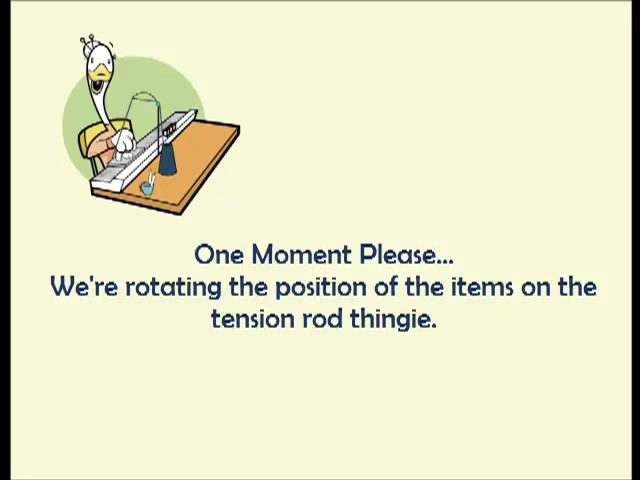 One Moment Please...
We're rotating the position of the items on the
tension rod thingie.